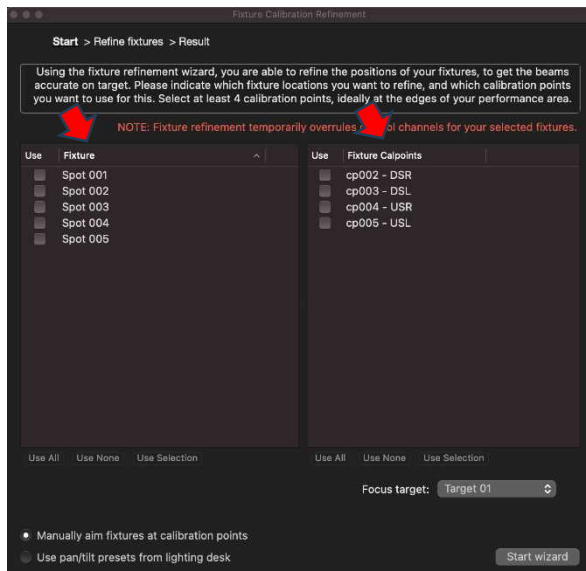 Fixture Calibration Refinement
Start > Refine fixtures > Result
Using the fixture refinement wizard, you are able to refine the positions of your fixtures, to get the beams
accurate on target. Please indicate which fixture locations you want to refine, and which calibration points
you want to use for this. Select at least 4 calibration points, ideally at the edges of your performance area.
NOTE: Fixture refinement temporarily overrules ol channels for your selected fixtures.
Use Fixture Use Fixture Calpoints
Spot 001 cp002 - DSR
Spot 002 cp003 - DSL
Spot 003 cp004 - USR
Spot 004 cp005 - USL
Spot 005
Use All Use None Use Selection Use All Use None Use Selection
Focus target: Target 01
Manually aim fixtures at calibration points
Use pan/tilt presets from lighting desk Start wizard